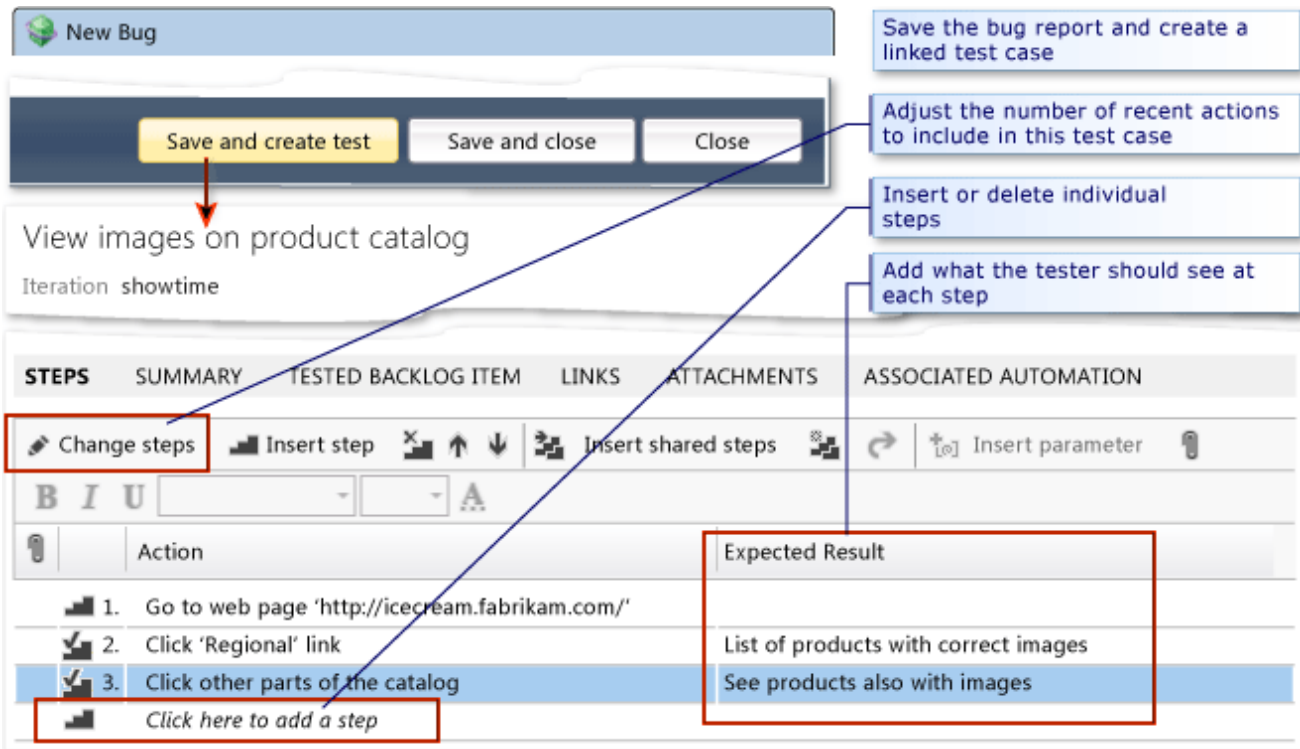 New Bug
Save the bug report and create a
linked test case
Adjust the number of recent actions
to include in this test case
Save and create test
Save and close
Close
Insert or delete individual
steps
View images on product catalog
Iteration showtime
Add what the tester should see at
each step
STEPS SUMMARY TESTED BACKLOG ITEM LINKS ATTACHMENTS ASSOCIATED AUTOMATION
Change steps Insert step Insert shared steps Insert parameter
B I U A
Action Expected Result
1. Go to web page 'http://icecream.fabrikam.com/'
2. Click 'Regional' link List of products with correct images
3. Click other parts of the catalog See products also with images
Click here to add a step